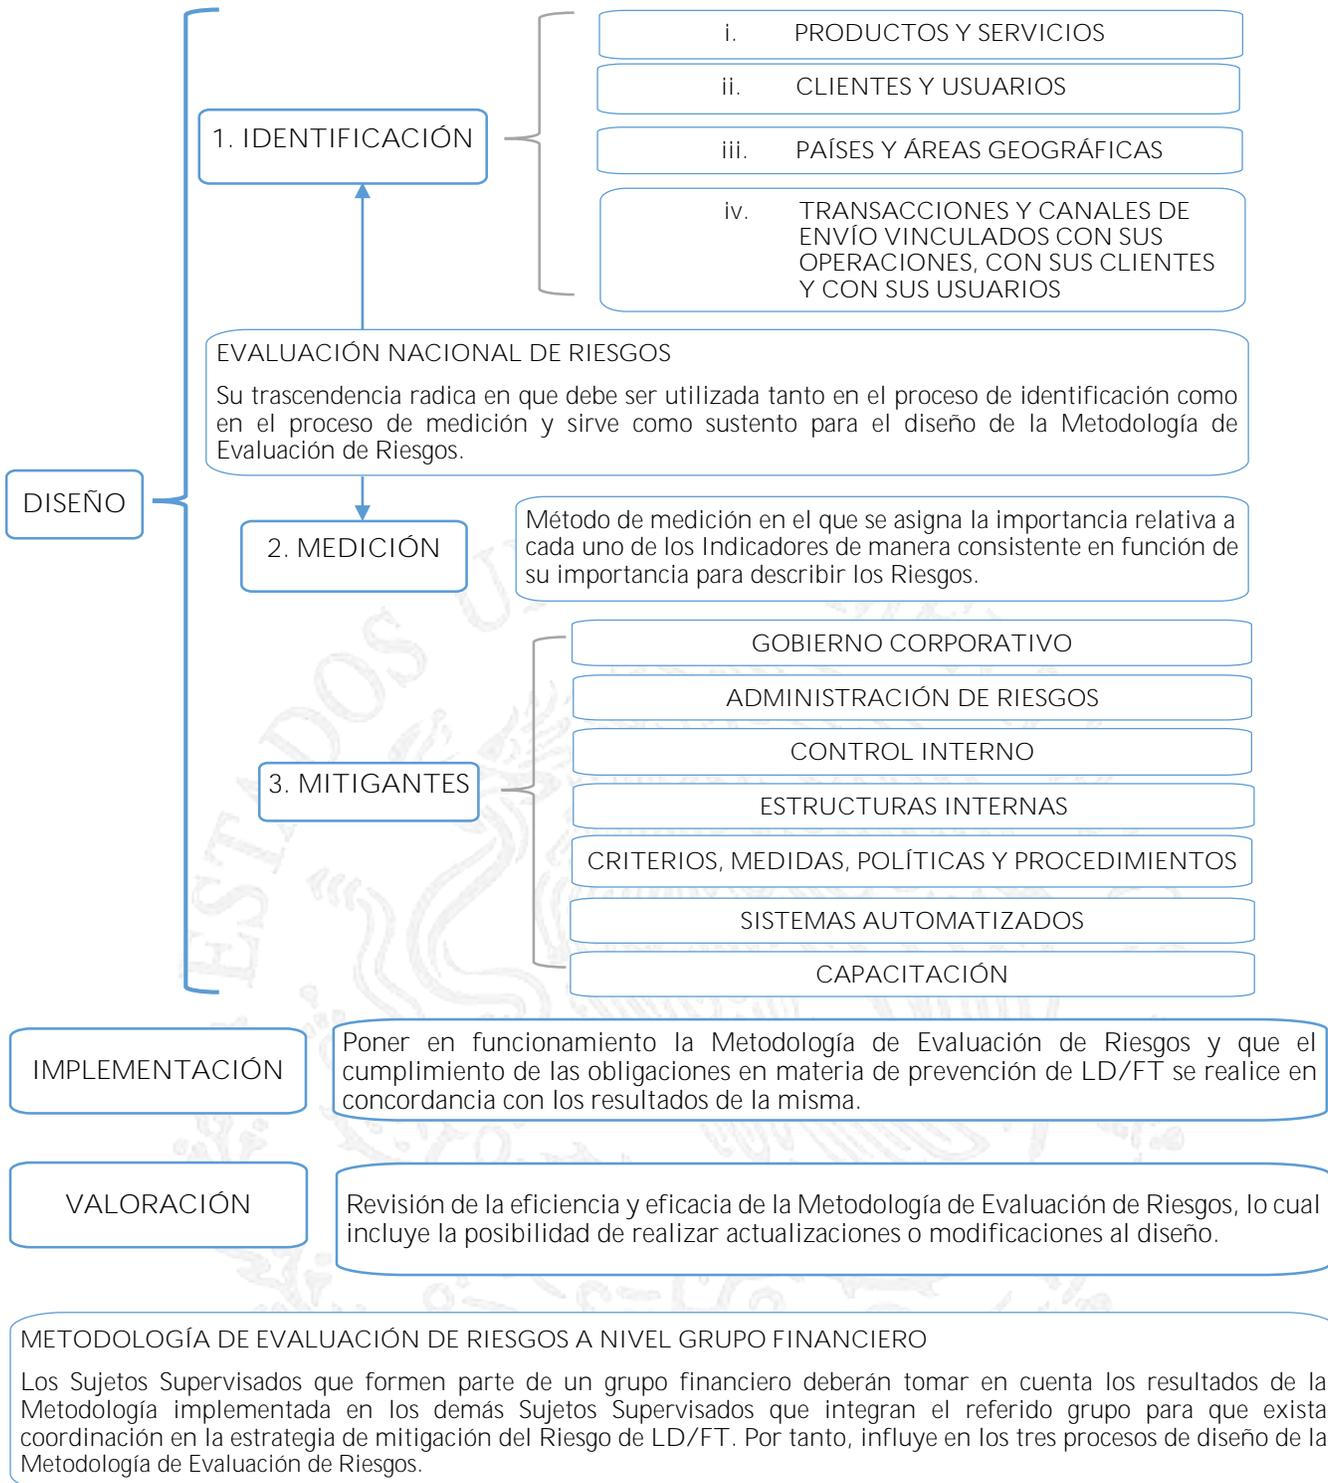 i. PRODUCTOS Y SERVICIOS
ii. CLIENTES Y USUARIOS
1. IDENTIFICACIÓN
iii. PAÍSES Y ÁREAS GEOGRÁFICAS
iv. TRANSACCIONES Y CANALES DE
ENVÍO VINCULADOS CON SUS
OPERACIONES, CON SUS CLIENTES
Y CON SUS USUARIOS
EVALUACIÓN NACIONAL DE RIESGOS
Su trascendencia radica en que debe ser utilizada tanto en el proceso de identificación como
en el proceso de medición y sirve como sustento para el diseño de la Metodología de
Evaluación de Riesgos.
DISEÑO
2. MEDICIÓN
Método de medición en el que se asigna la importancia relativa a
cada uno de los Indicadores de manera consistente en función de
su importancia para describir los Riesgos.
GOBIERNO CORPORATIVO
ADMINISTRACIÓN DE RIESGOS
CONTROL INTERNO
3. MITIGANTES
ESTRUCTURAS INTERNAS
CRITERIOS, MEDIDAS, POLÍTICAS Y PROCEDIMIENTOS
SISTEMAS AUTOMATIZADOS
CAPACITACIÓN
IMPLEMENTACIÓN
Poner en funcionamiento la Metodología de Evaluación de Riesgos y que el
cumplimiento de las obligaciones en materia de prevención de LD/FT se realice en
concordancia con los resultados de la misma.
VALORACIÓN
Revisión de la eficiencia y eficacia de la Metodología de Evaluación de Riesgos, lo cual
incluye la posibilidad de realizar actualizaciones o modificaciones al diseño.
METODOLOGÍA DE EVALUACIÓN DE RIESGOS A NIVEL GRUPO FINANCIERO
Los Sujetos Supervisados que formen parte de un grupo financiero deberán tomar en cuenta los resultados de la
Metodología implementada en los demás Sujetos Supervisados que integran el referido grupo para que exista
coordinación en la estrategia de mitigación del Riesgo de LD/FT. Por tanto, influye en los tres procesos de diseño de la
Metodología de Evaluación de Riesgos.
ESTADOS